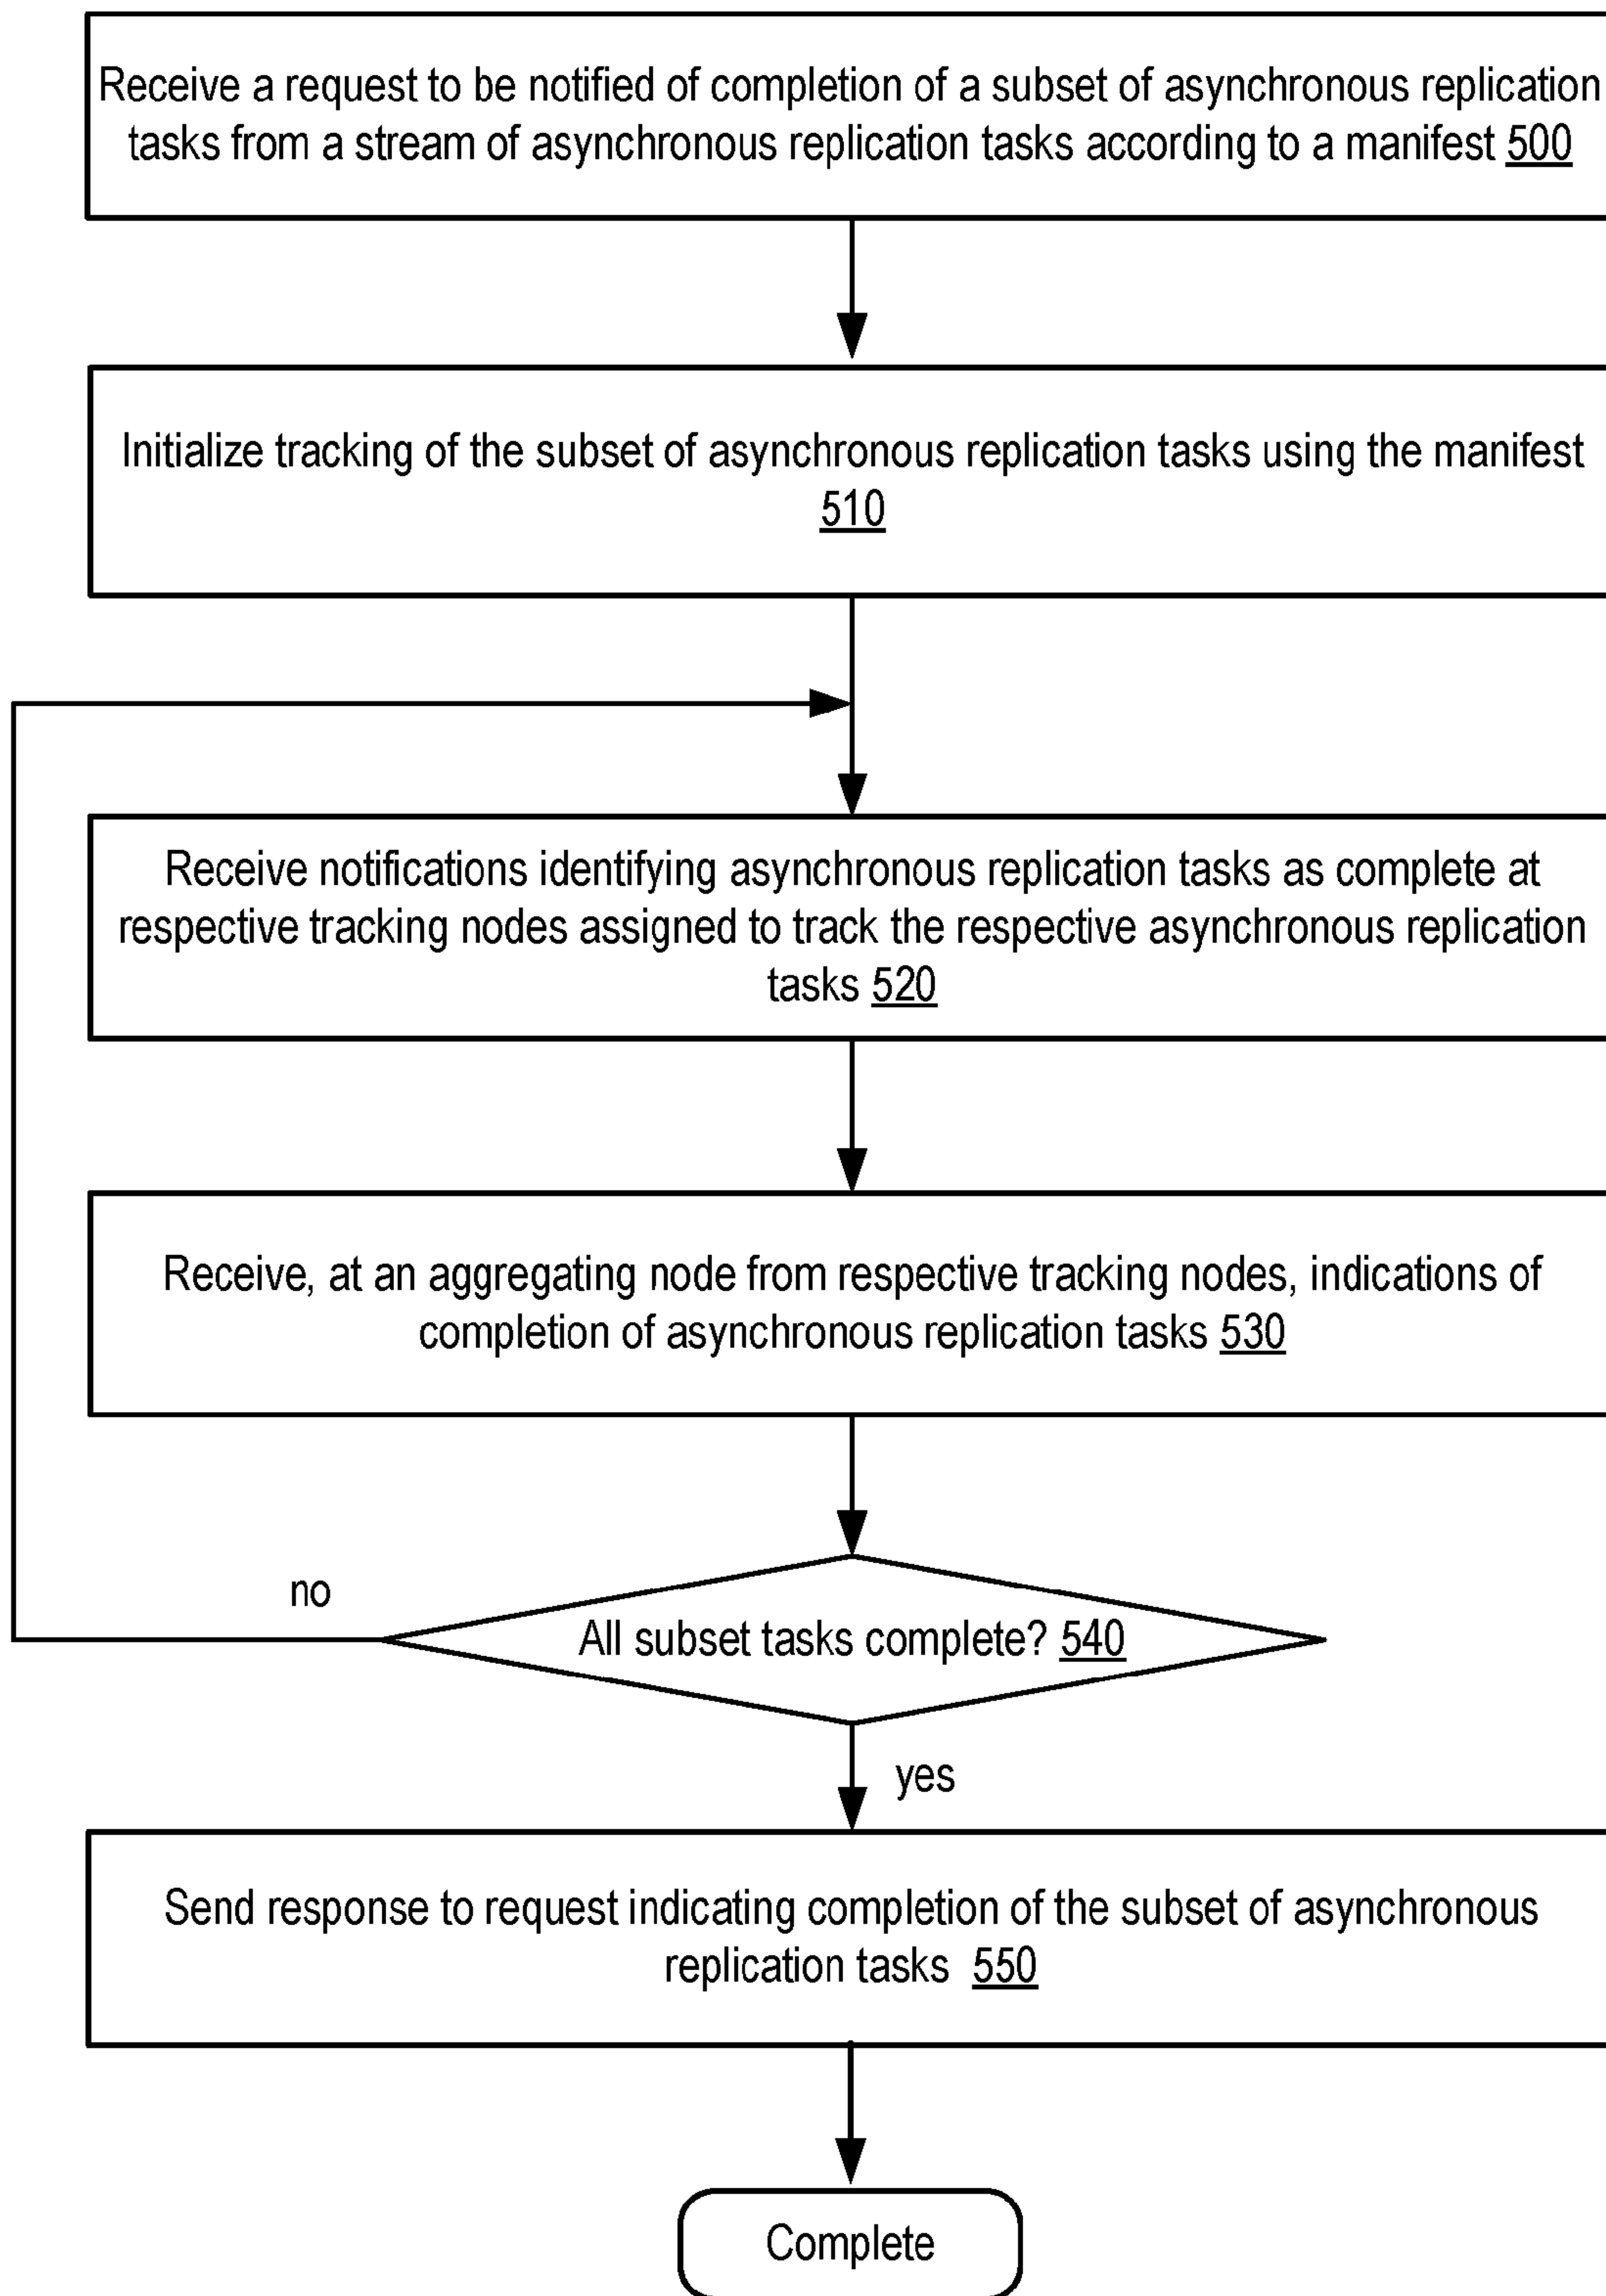 Receive a request to be notified of completion of a subset of asynchronous replication
tasks from a stream of asynchronous replication tasks according to a manifest 500
Initialize tracking of the subset of asynchronous replication tasks using the manifest
510
Receive notifications identifying asynchronous replication tasks as complete at
respective tracking nodes assigned to track the respective asynchronous replication
tasks 520
Receive, at an aggregating node from respective tracking nodes, indications of
completion of asynchronous replication tasks 530
no
All subset tasks complete? 540
yes
Send response to request indicating completion of the subset of asynchronous
replication tasks 550
Complete